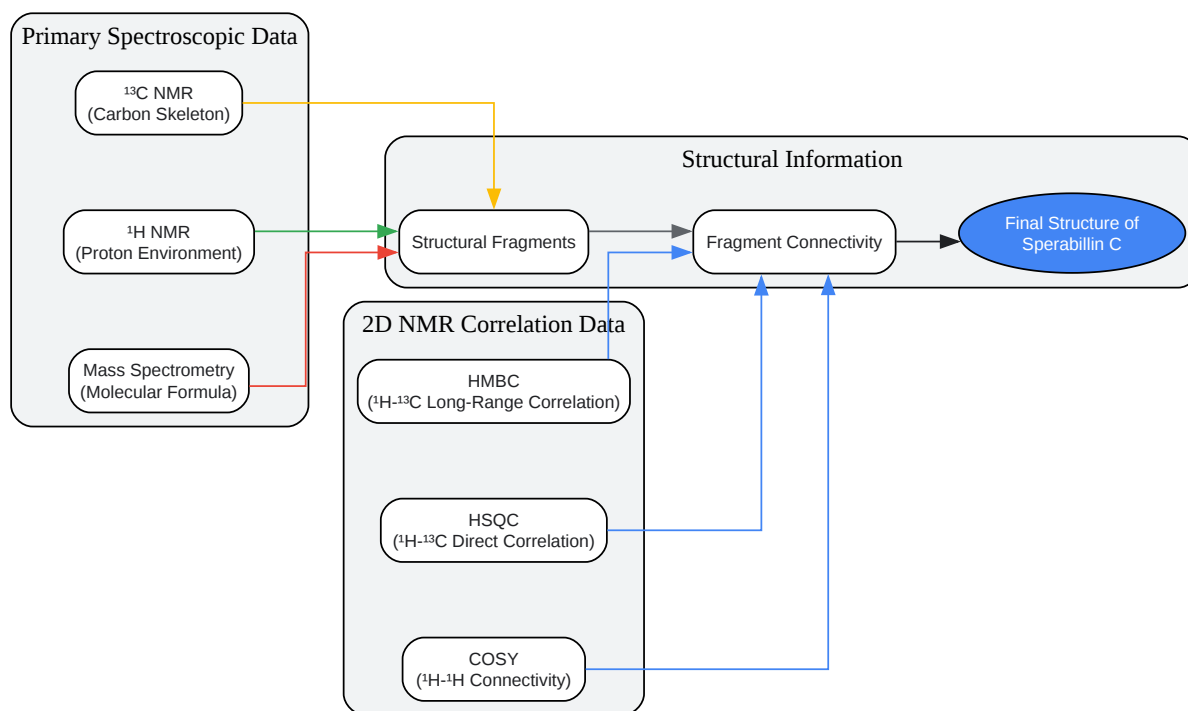 Primary Spectroscopic Data
¹³C NMR
(Carbon Skeleton)
¹H NMR
(Proton Environment)
Mass Spectrometry
(Molecular Formula)
Structural Information
Structural Fragments
Fragment Connectivity
Final Structure of
Sperabillin C
2D NMR Correlation Data
HMBC
(¹H-¹³C Long-Range Correlation)
HSQC
(¹H-¹³C Direct Correlation)
COSY
(¹H-¹H Connectivity)